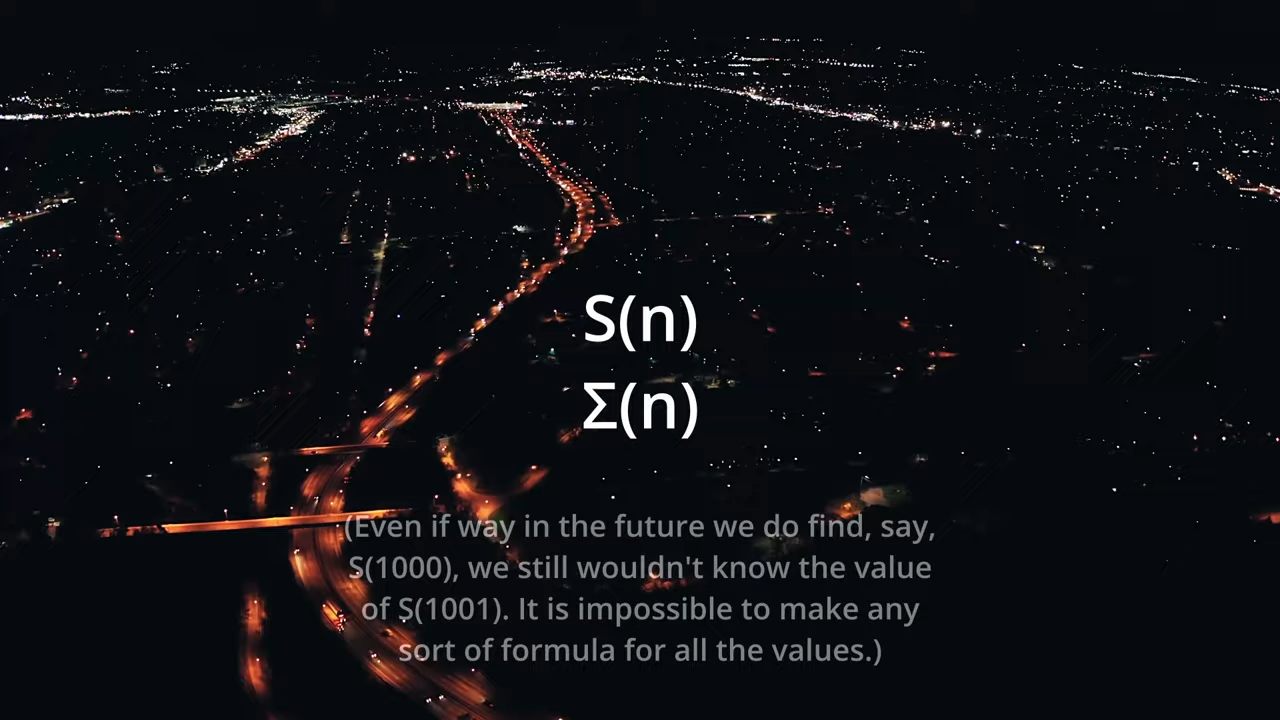 S(n)
Σ(n)
(Even if way in the future we do find, say,
S(1000), we still wouldn't know the value
of S(1001). It is impossible to make any
sort of formula for all the values.)